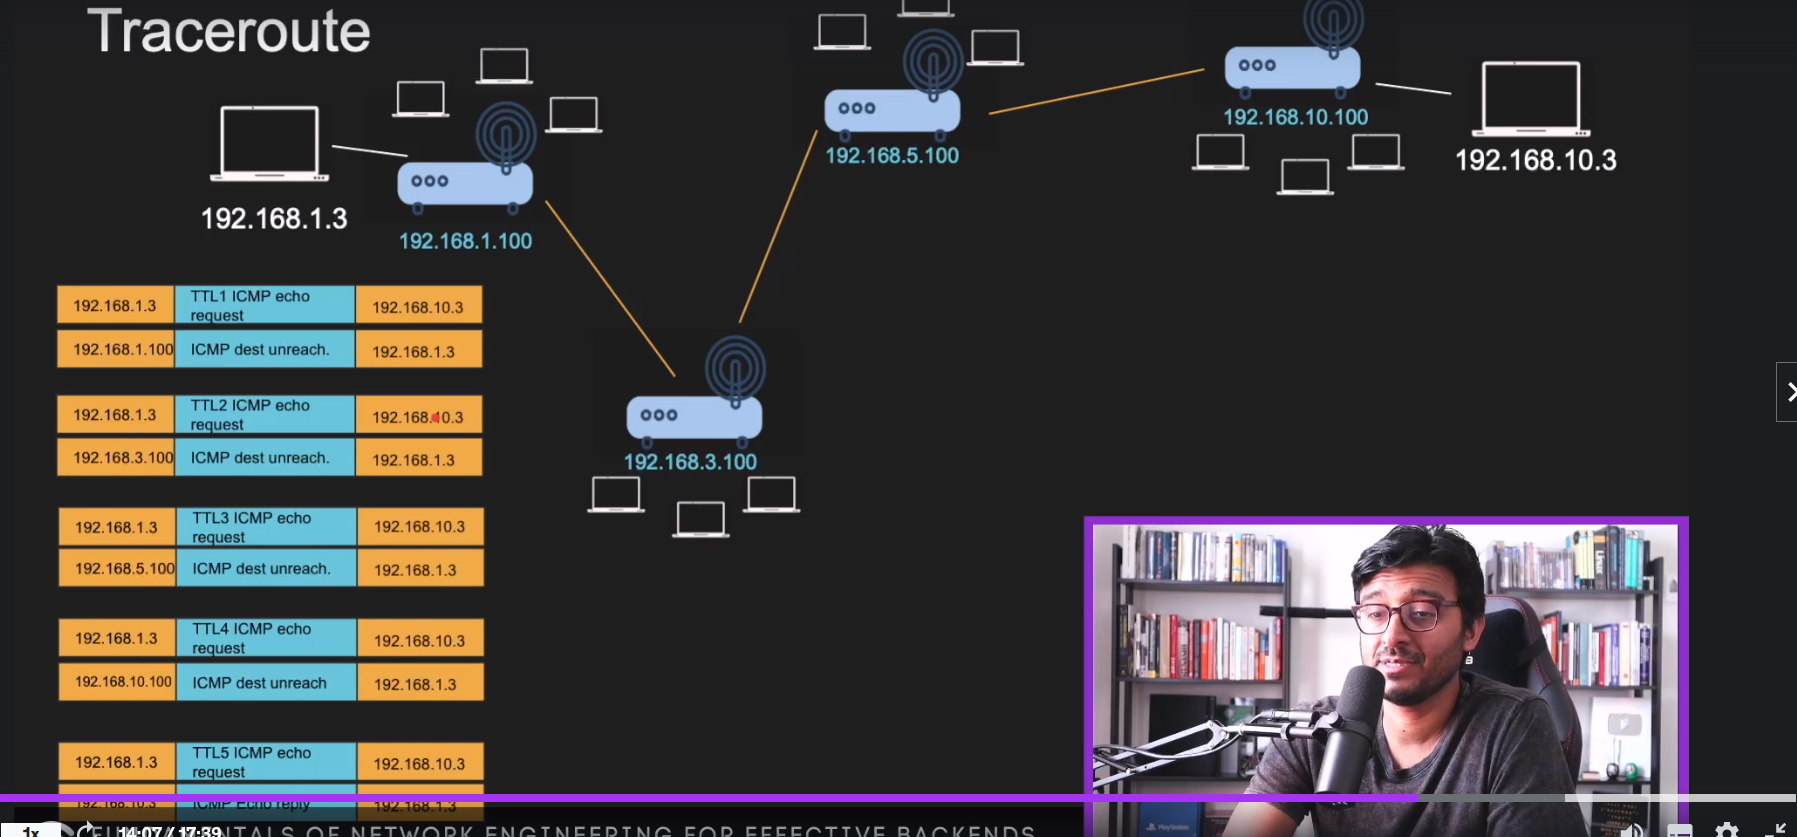 Traceroute
192.168.1.3
192.168.1.100
192.168.5.100
192.168.10.100
192.168.10.3
192.168.3.100
192.168.1.3 TTL1 ICMP echo request 192.168.10.3
192.168.1.100 ICMP dest unreach. 192.168.1.3
192.168.1.3 TTL2 ICMP echo request 192.168.10.3
192.168.3.100 ICMP dest unreach. 192.168.1.3
192.168.1.3 TTL3 ICMP echo request 192.168.10.3
192.168.5.100 ICMP dest unreach. 192.168.1.3
192.168.1.3 TTL4 ICMP echo request 192.168.10.3
192.168.10.100 ICMP dest unreach 192.168.1.3
192.168.1.3 TTL5 ICMP echo request 192.168.10.3
192.168.10.3 ICMP Echo reply 192.168.1.3
PlayStation
1x 14:07 / 17:39
NTALS OF NETWORK ENGINEERING FOR EFFECTIVE BACKENDS